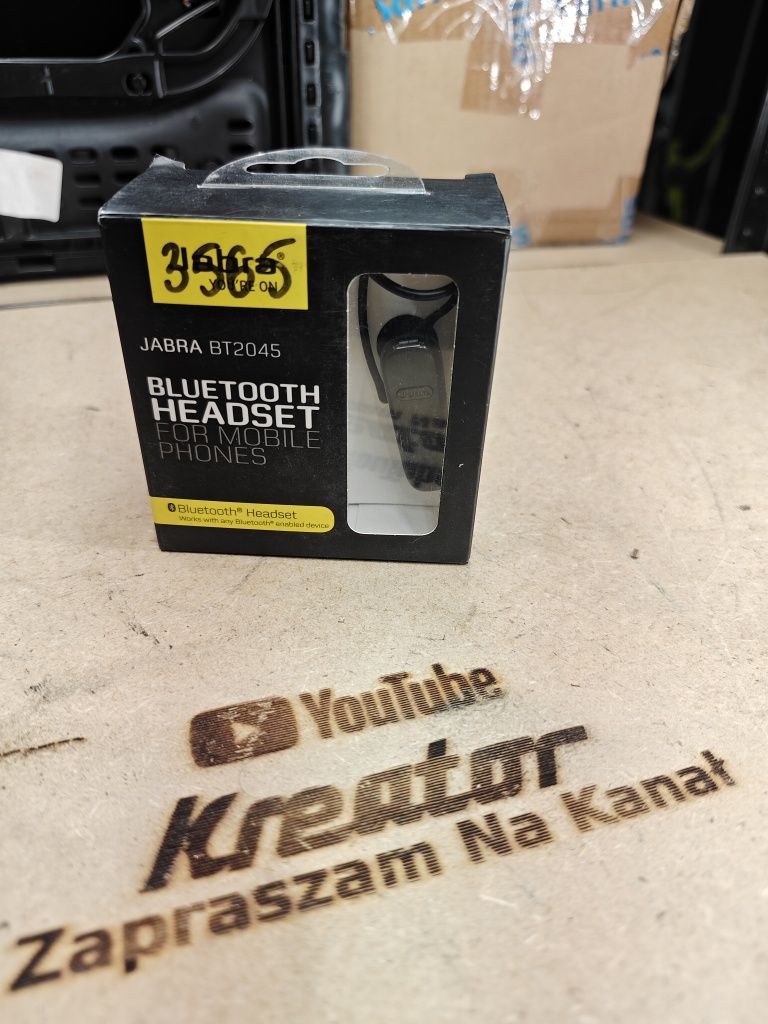 3565
Jabra®
YOU'RE ON
JABRA BT2045
BLUETOOTH
HEADSET
FOR MOBILE
PHONES
Bluetooth® Headset
Works with any Bluetooth® enabled device
YouTube
Kreator
Zapraszam Na Kanał